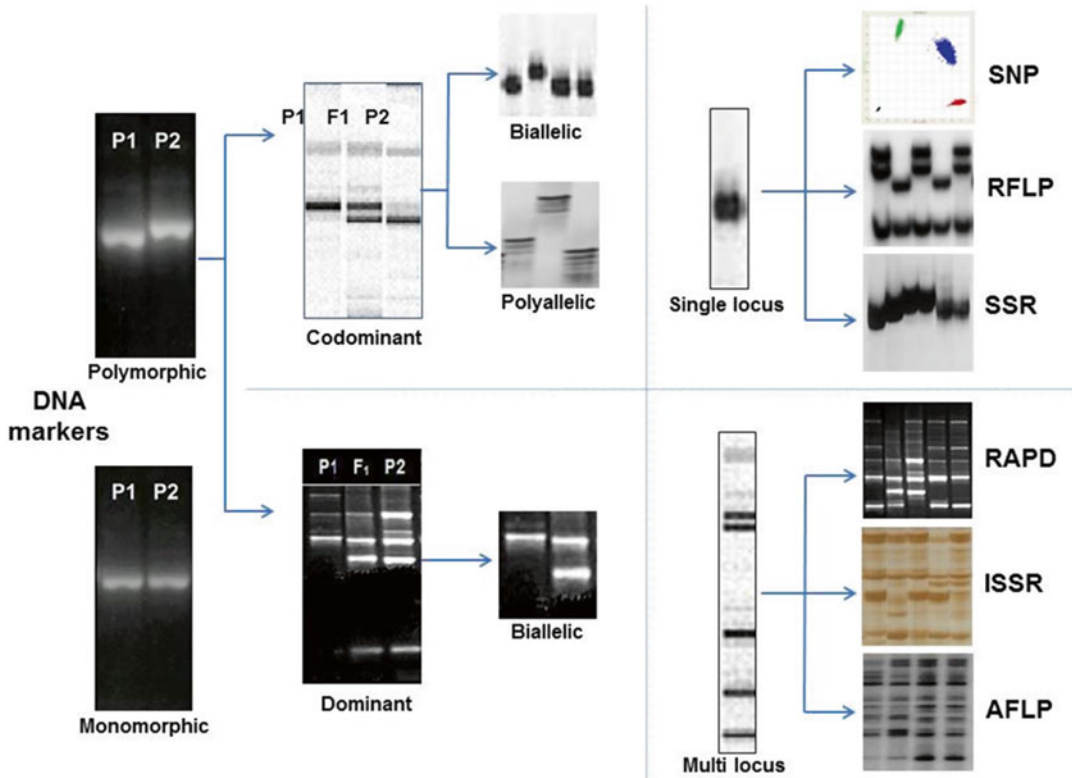 P1 P2
Polymorphic
DNA
markers
P1 P2
Monomorphic
P1 F1 P2
Codominant
Biallelic
Polyallelic
P1 F₁ P2
Dominant
Biallelic
Single locus
SNP
RFLP
SSR
Multi locus
RAPD
ISSR
AFLP